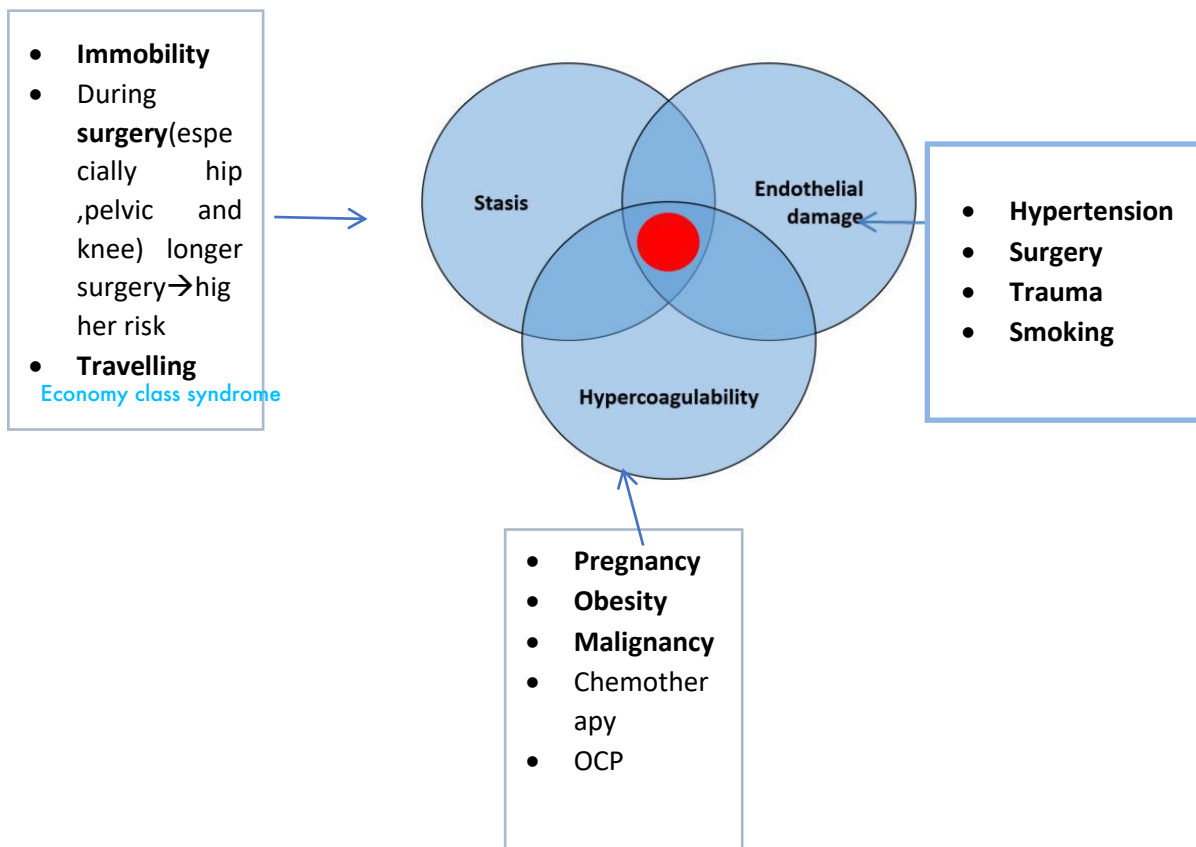 • Immobility
• During
surgery(espe
cially hip
,pelvic and
knee) longer
surgery→hig
her risk
• Travelling
Economy class syndrome
Stasis
Endothelial
damage
Hypercoagulability
• Hypertension
• Surgery
• Trauma
• Smoking
• Pregnancy
• Obesity
• Malignancy
• Chemother
apy
• OCP